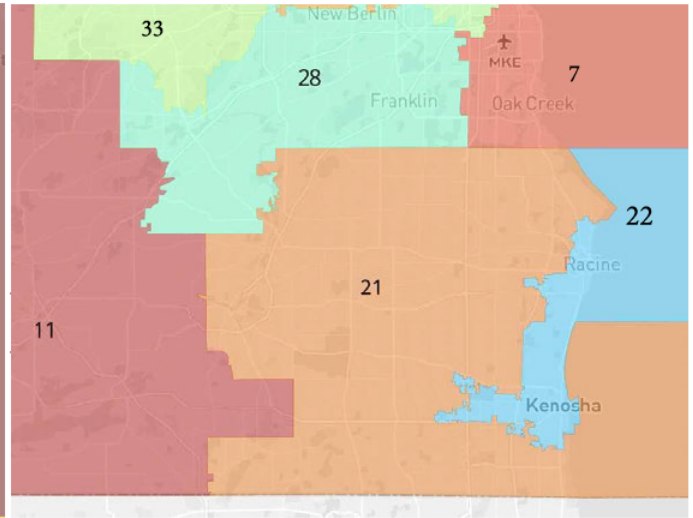 New Berlin
33
28
MKE
7
Franklin
Oak Creek
22
Racine
21
11
Kenosha